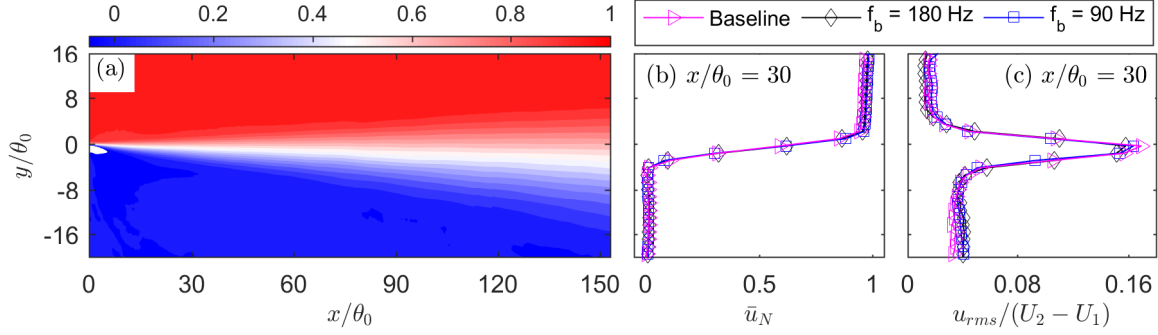 0 0.2 0.4 0.6 0.8 1
Baseline f_b = 180 Hz f_b = 90 Hz
(a)
(b) x/θ_0 = 30
(c) x/θ_0 = 30
16
8
0
-8
-16
y/θ_0
0 30 60 90 120 150
x/θ_0
0 0.5 1
ū_N
0 0.08 0.16
u_{rms}/(U_2 − U_1)